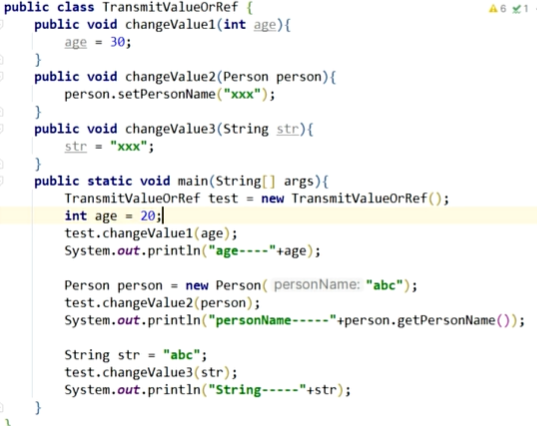 public class TransmitValueOrRef {
6 1
public void changeValue1(int age){
age = 30;
}
public void changeValue2(Person person){
person.setPersonName("xxx");
}
public void changeValue3(String str){
str = "xxx";
}
public static void main(String[] args){
TransmitValueOrRef test = new TransmitValueOrRef();
int age = 20;
test.changeValue1(age);
System.out.println("age----"+age);
Person person = new Person( personName: "abc");
test.changeValue2(person);
System.out.println("personName-----"+person.getPersonName());
String str = "abc";
test.changeValue3(str);
System.out.println("String-----"+str);
}
}